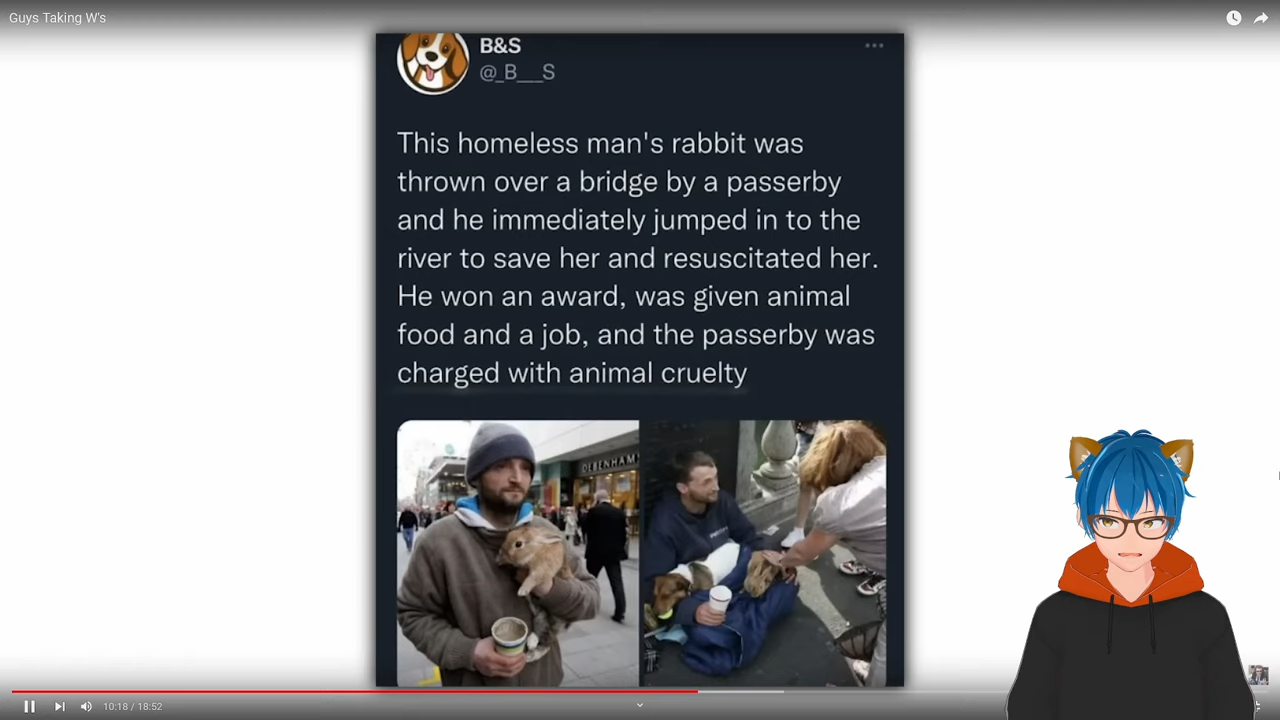 Guys Taking W's
B&S
@_B___S
This homeless man's rabbit was
thrown over a bridge by a passerby
and he immediately jumped in to the
river to save her and resuscitated her.
He won an award, was given animal
food and a job, and the passerby was
charged with animal cruelty
DEBENHAM
10:18 / 18:52